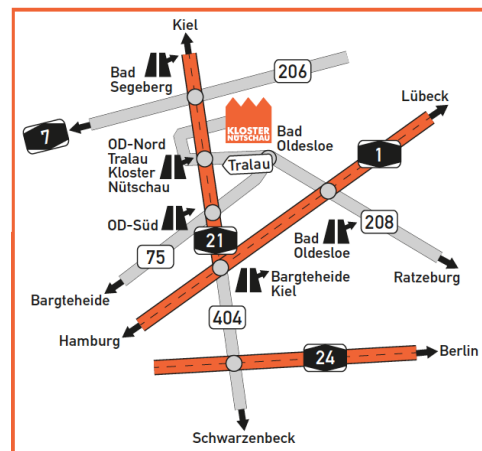 Kiel
Bad
Segeberg
206
7
Lübeck
KLOSTER
NÜTSCHAU
Bad
Oldesloe
1
OD-Nord
Tralau
Kloster
Nütschau
Tralau
OD-Süd
21
208
Bad
Oldesloe
75
Bargteheide
Kiel
Ratzeburg
Bargteheide
404
Hamburg
24
Berlin
Schwarzenbeck